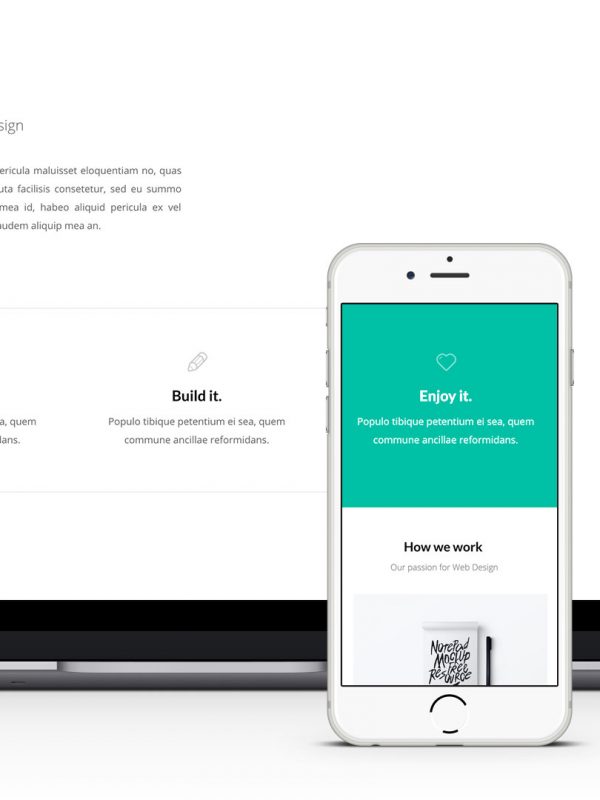 sign
ericula maluisset eloquentiam no, quas
uta facilisis consetetur, sed eu summo
mea id, habeo aliquid pericula ex vel
audem aliquip mea an.
a, quem
lans.
Build it.
Populo tibique petentium ei sea, quem
commune ancillae reformidans.
Enjoy it.
Populo tibique petentium ei sea, quem
commune ancillae reformidans.
How we work
Our passion for Web Design
NotePad
MockUp
Free
Resource